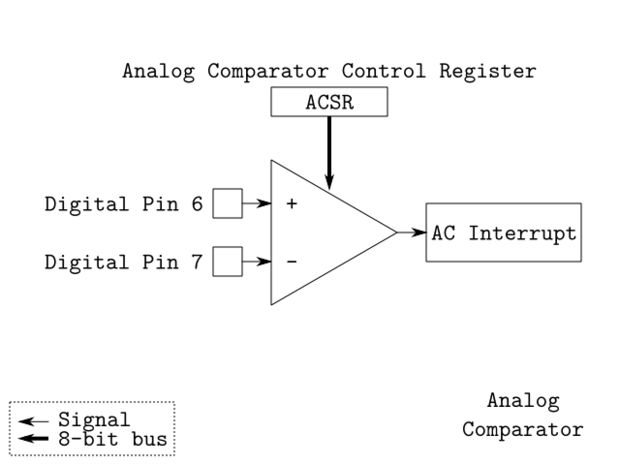 Analog Comparator Control Register
ACSR
Digital Pin 6
+
Digital Pin 7
−
AC Interrupt
Signal
8-bit bus
Analog
Comparator